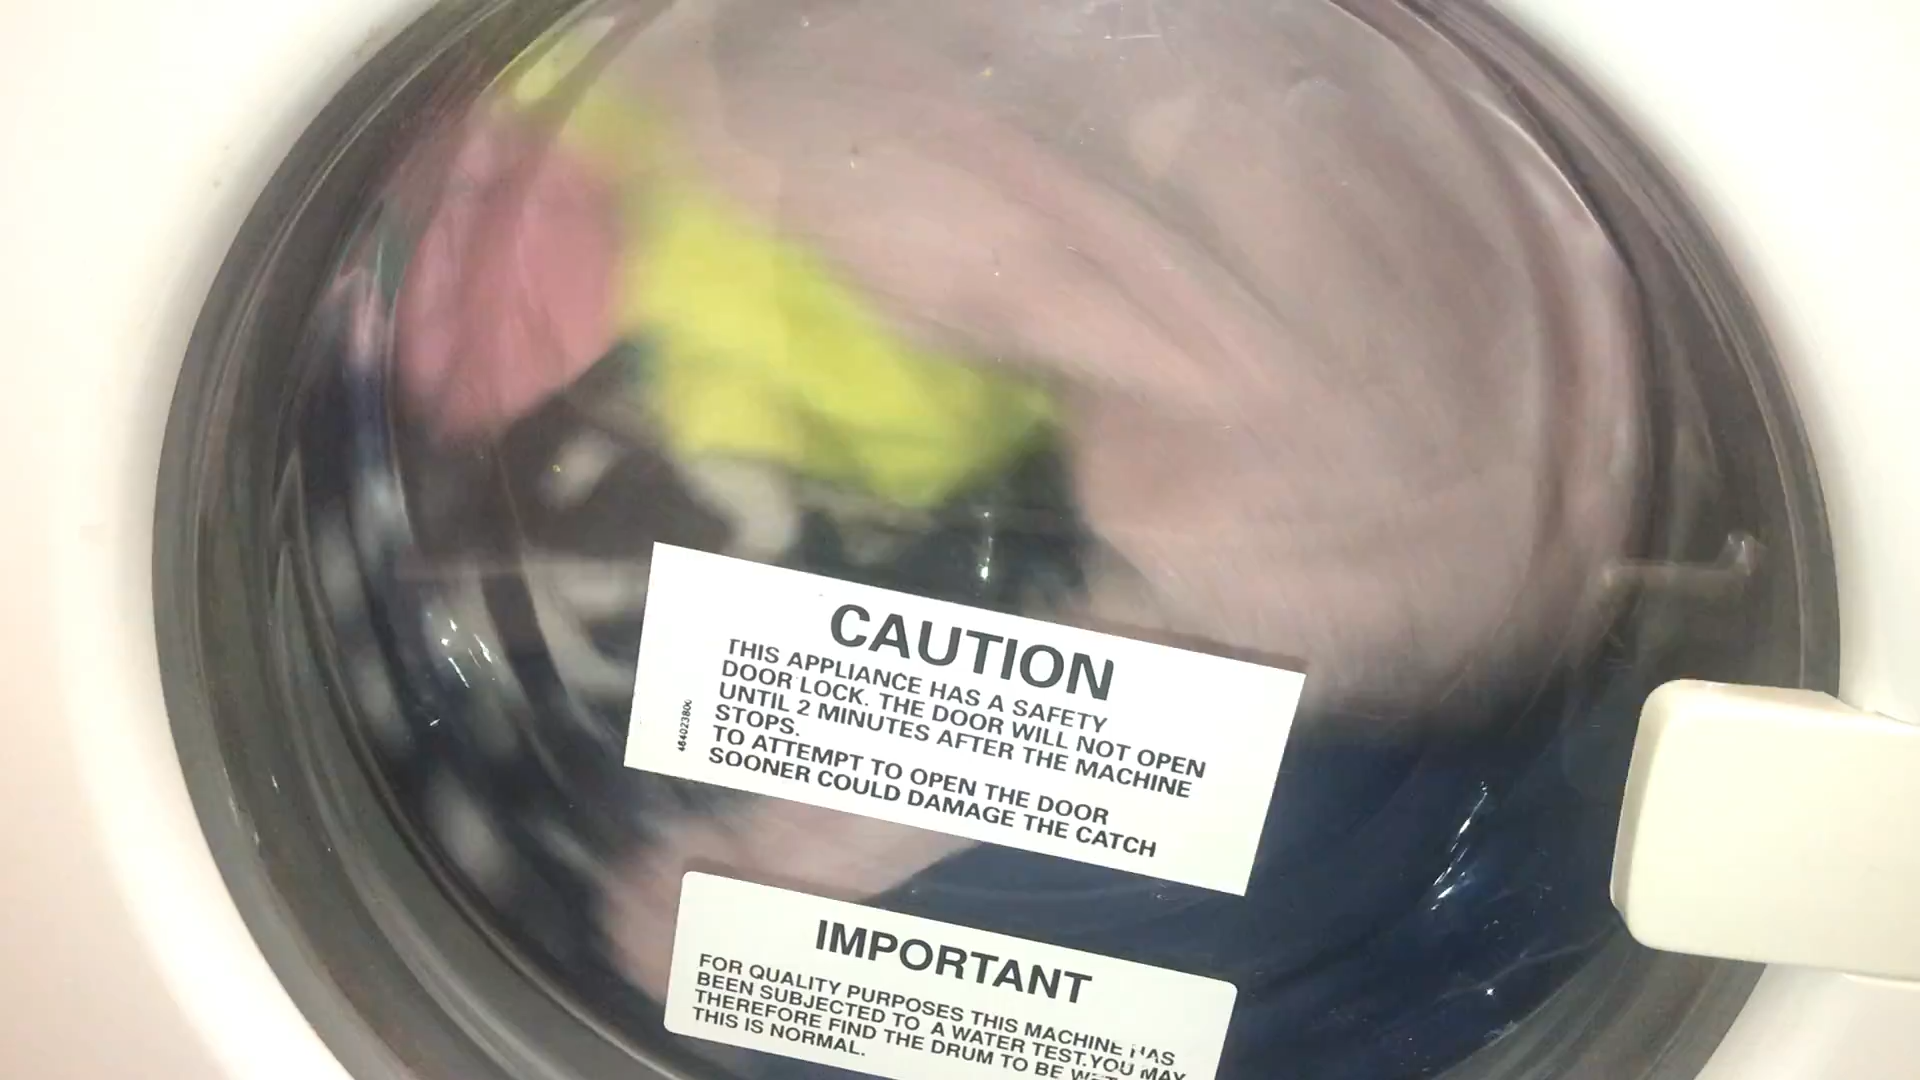 CAUTION
THIS APPLIANCE HAS A SAFETY
DOOR LOCK. THE DOOR WILL NOT OPEN
UNTIL 2 MINUTES AFTER THE MACHINE
STOPS.
TO ATTEMPT TO OPEN THE DOOR
SOONER COULD DAMAGE THE CATCH
IMPORTANT
FOR QUALITY PURPOSES THIS MACHINE HAS
BEEN SUBJECTED TO A WATER TEST.YOU MAY
THEREFORE FIND THE DRUM TO BE WET
THIS IS NORMAL.